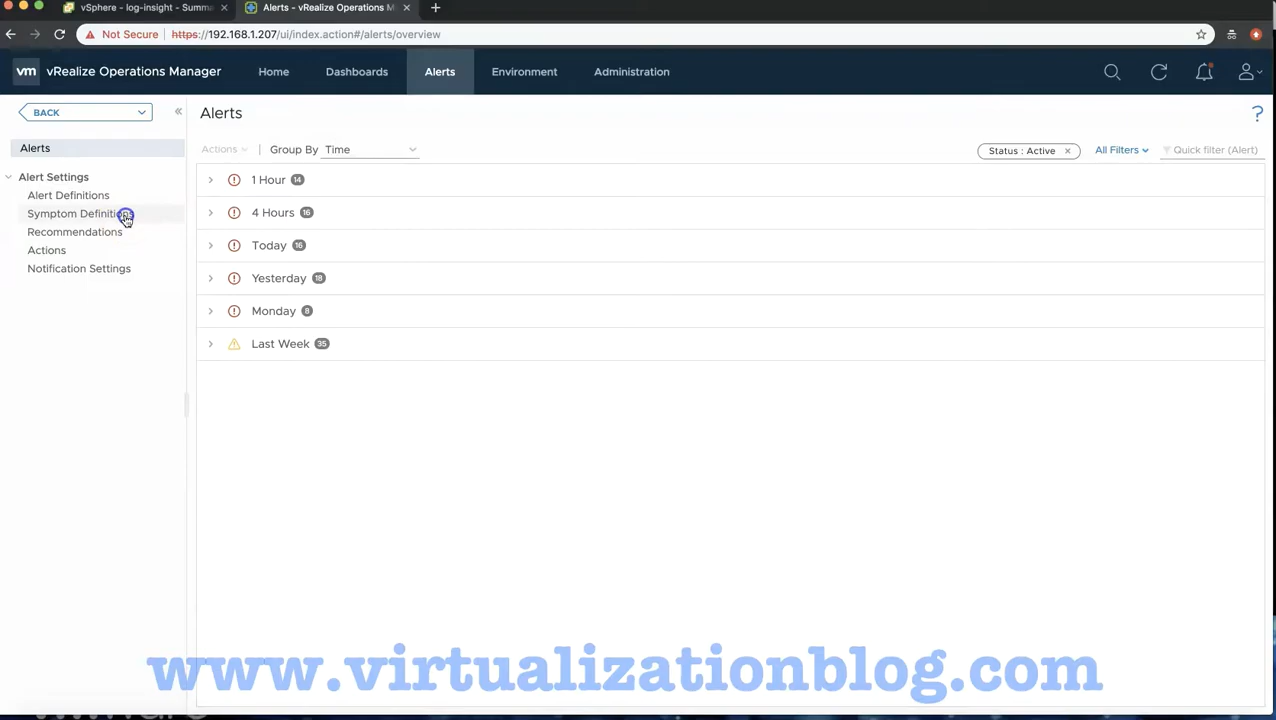 vSphere - log-insight - Summa
Alerts - vRealize Operations M
Not Secure
https://192.168.1.207/ui/index.action#/alerts/overview
vm
vRealize Operations Manager
Home
Dashboards
Alerts
Environment
Administration
BACK
Alerts
Alert Settings
Alert Definitions
Symptom Definitions
Recommendations
Actions
Notification Settings
Alerts
?
Actions
Group By Time
Status : Active ×
All Filters
Quick filter (Alert)
1 Hour 14
4 Hours 16
Today 16
Yesterday 18
Monday 8
Last Week 35
www.virtualizationblog.com